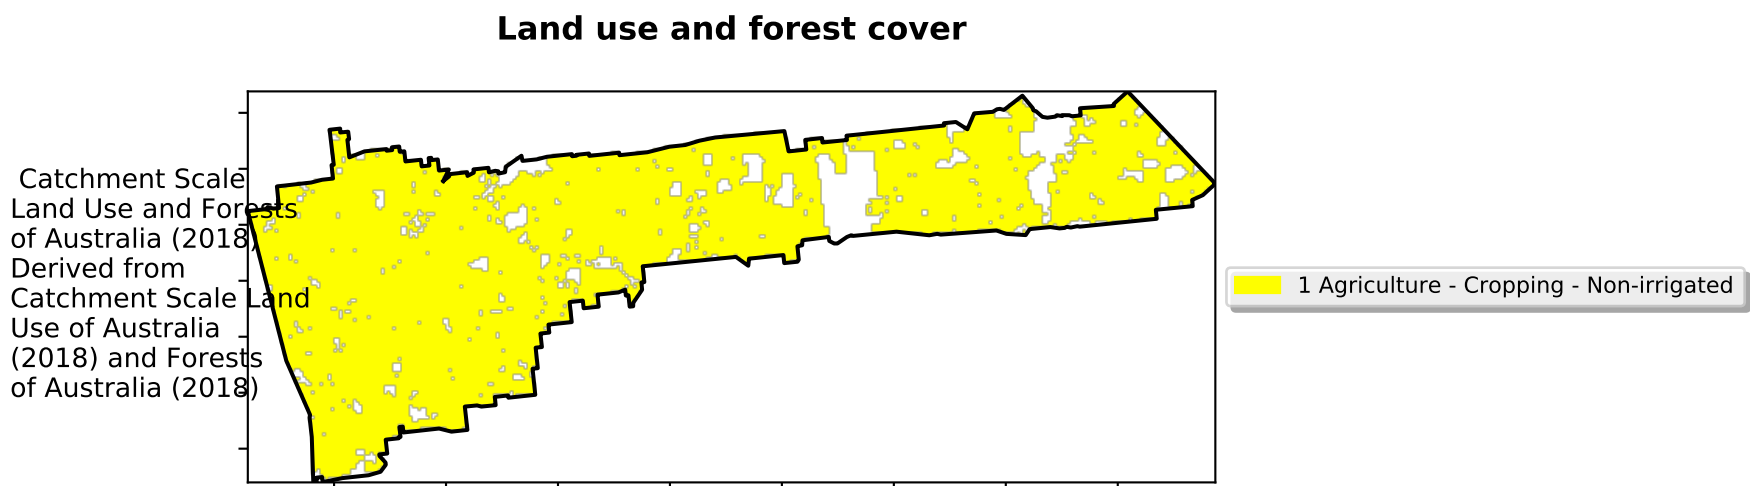 Land use and forest cover
Catchment Scale
Land Use and Forests
of Australia (2018)
Derived from
Catchment Scale Land
Use of Australia
(2018) and Forests
of Australia (2018)
1 Agriculture - Cropping - Non-irrigated